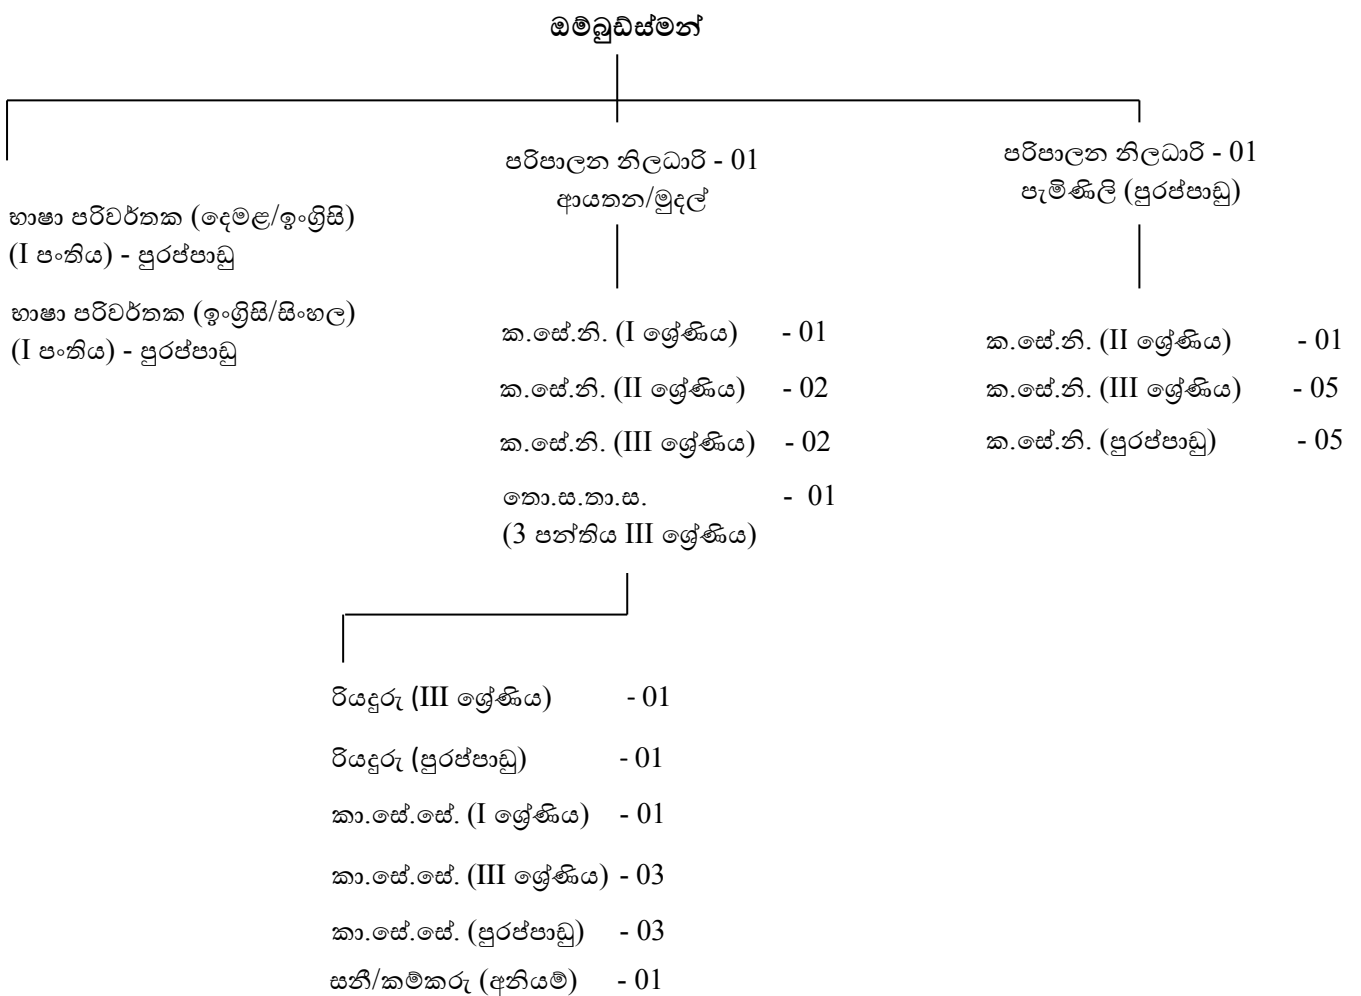 ඔම්බුඩ්ස්මන්
භාෂා පරිවර්තක (දෙමළ/ඉංග්‍රිසි)
(I පංතිය) - පුරප්පාඩු
භාෂා පරිවර්තක (ඉංග්‍රිසි/සිංහල)
(I පංතිය) - පුරප්පාඩු
පරිපාලන නිලධාරි - 01
ආයතන/මුදල්
ක.සේ.නි. (I ශ්‍රේණිය) - 01
ක.සේ.නි. (II ශ්‍රේණිය) - 02
ක.සේ.නි. (III ශ්‍රේණිය) - 02
තො.ස.තා.ස. - 01
(3 පන්තිය III ශ්‍රේණිය)
රියදුරු (III ශ්‍රේණිය) - 01
රියදුරු (පුරප්පාඩු) - 01
කා.සේ.සේ. (I ශ්‍රේණිය) - 01
කා.සේ.සේ. (III ශ්‍රේණිය) - 03
කා.සේ.සේ. (පුරප්පාඩු) - 03
සනී/කම්කරු (අනියම්) - 01
පරිපාලන නිලධාරි - 01
පැමිණිලි (පුරප්පාඩු)
ක.සේ.නි. (II ශ්‍රේණිය) - 01
ක.සේ.නි. (III ශ්‍රේණිය) - 05
ක.සේ.නි. (පුරප්පාඩු) - 05